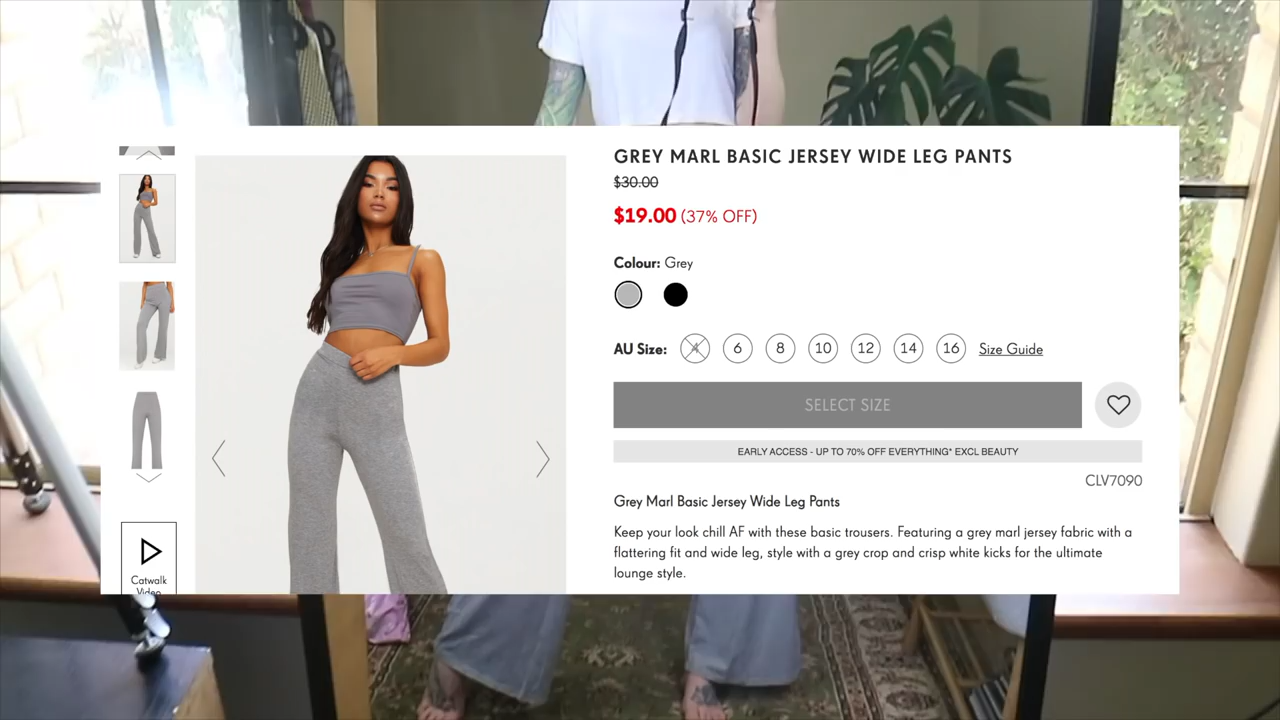 GREY MARL BASIC JERSEY WIDE LEG PANTS
$30.00
$19.00 (37% OFF)
Colour: Grey
AU Size: 4 6 8 10 12 14 16 Size Guide
SELECT SIZE
EARLY ACCESS - UP TO 70% OFF EVERYTHING* EXCL BEAUTY
CLV7090
Grey Marl Basic Jersey Wide Leg Pants
Keep your look chill AF with these basic trousers. Featuring a grey marl jersey fabric with a
flattering fit and wide leg, style with a grey crop and crisp white kicks for the ultimate
lounge style.
Catwalk
Video